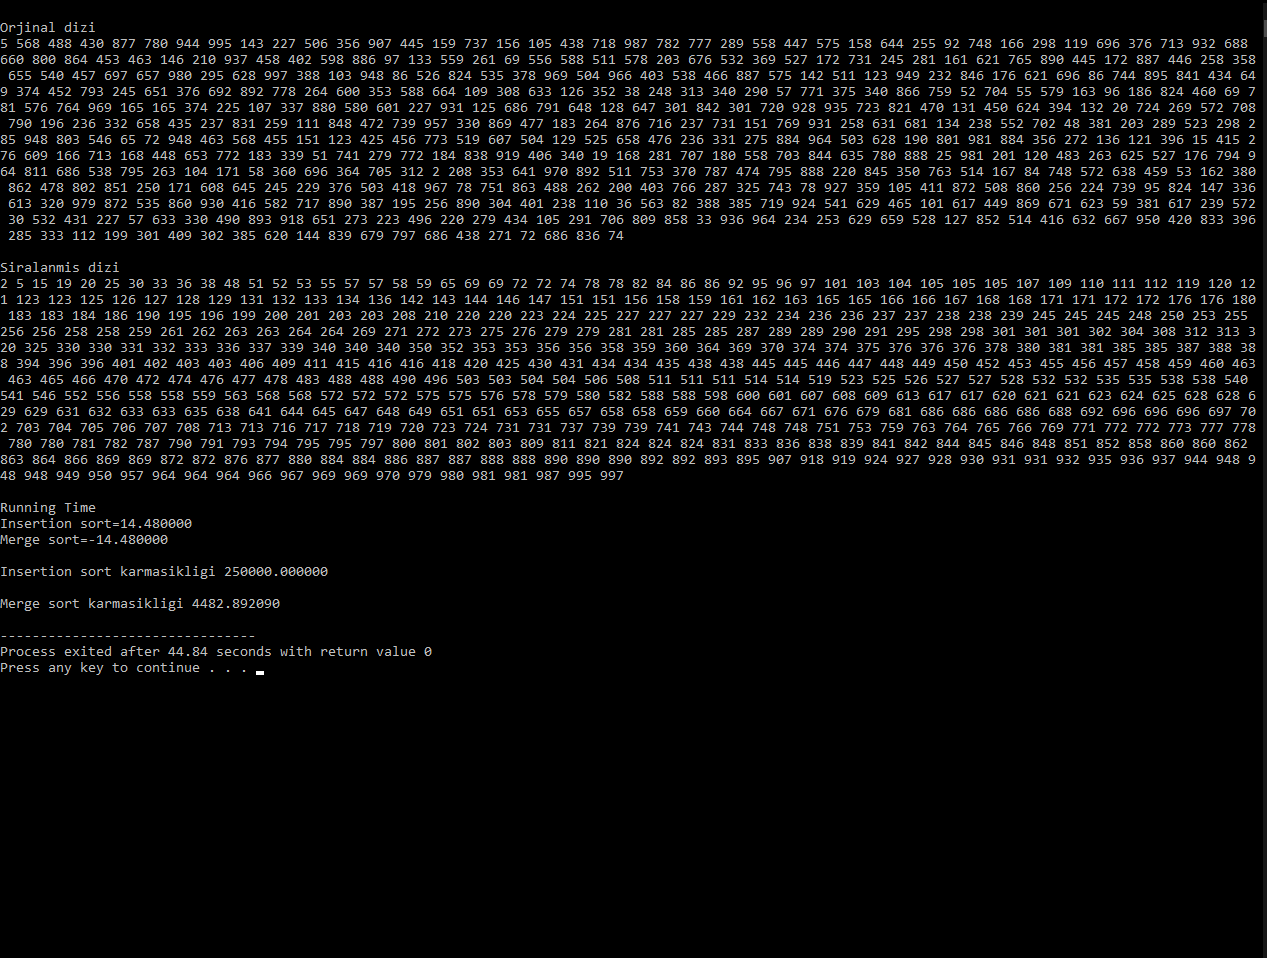 Orjinal dizi
5 568 488 430 877 780 944 995 143 227 506 356 907 445 159 737 156 105 438 718 987 782 777 289 558 447 575 158 644 255 92 748 166 298 119 696 376 713 932 688
660 800 864 453 463 146 210 937 458 402 598 886 97 133 559 261 69 556 588 511 578 203 676 532 369 527 172 731 245 281 161 621 765 890 445 172 887 446 258 358
655 540 457 697 657 980 295 628 997 388 103 948 86 526 824 535 378 969 504 966 403 538 466 887 575 142 511 123 949 232 846 176 621 696 86 744 895 841 434 64
9 374 452 793 245 651 376 692 892 778 264 600 353 588 664 109 308 633 126 352 38 248 313 340 290 57 771 375 340 866 759 52 704 55 579 163 96 186 824 460 69 7
81 576 764 969 165 165 374 225 107 337 880 580 601 227 931 125 686 791 648 128 647 301 842 301 720 928 935 723 821 470 131 450 624 394 132 20 724 269 572 708
790 196 236 332 658 435 237 831 259 111 848 472 739 957 330 869 477 183 264 876 716 237 731 151 769 931 258 631 681 134 238 552 702 48 381 203 289 523 298 2
85 948 803 546 65 72 948 463 568 455 151 123 425 456 773 519 607 504 129 525 658 476 236 331 275 884 964 503 628 190 801 981 884 356 272 136 121 396 15 415 2
76 609 166 713 168 448 653 772 183 339 51 741 279 772 184 838 919 406 340 19 168 281 707 180 558 703 844 635 780 888 25 981 201 120 483 263 625 527 176 794 9
64 811 686 538 795 263 104 171 58 360 696 364 705 312 2 208 353 641 970 892 511 753 370 787 474 795 888 220 845 350 763 514 167 84 748 572 638 459 53 162 380
862 478 802 851 250 171 608 645 245 229 376 503 418 967 78 751 863 488 262 200 403 766 287 325 743 78 927 359 105 411 872 508 860 256 224 739 95 824 147 336
613 320 979 872 535 860 930 416 582 717 890 387 195 256 890 304 401 238 110 36 563 82 388 385 719 924 541 629 465 101 617 449 869 671 623 59 381 617 239 572
30 532 431 227 57 633 330 490 893 918 651 273 223 496 220 279 434 105 291 706 809 858 33 936 964 234 253 629 659 528 127 852 514 416 632 667 950 420 833 396
285 333 112 199 301 409 302 385 620 144 839 679 797 686 438 271 72 686 836 74
Siralanmis dizi
2 5 15 19 20 25 30 33 36 38 48 51 52 53 55 57 57 58 59 65 69 69 72 72 74 78 78 82 84 86 86 92 95 96 97 101 103 104 105 105 105 107 109 110 111 112 119 120 12
1 123 123 125 126 127 128 129 131 132 133 134 136 142 143 144 146 147 151 151 156 158 159 161 162 163 165 165 166 166 167 168 168 171 171 172 172 176 176 180
183 183 184 186 190 195 196 199 200 201 203 203 208 210 220 220 223 224 225 227 227 227 229 232 234 236 236 237 237 238 238 239 245 245 245 248 250 253 255
256 256 258 258 259 261 262 263 263 264 264 269 271 272 273 275 276 279 279 281 281 285 285 287 289 289 290 291 295 298 298 301 301 301 302 304 308 312 313 3
20 325 330 330 331 332 333 336 337 339 340 340 340 350 352 353 353 356 356 358 359 360 364 369 370 374 374 375 376 376 376 378 380 381 381 385 385 387 388 38
8 394 396 396 401 402 403 403 406 409 411 415 416 416 418 420 425 430 431 434 434 435 438 438 445 445 446 447 448 449 450 452 453 455 456 457 458 459 460 463
463 465 466 470 472 474 476 477 478 483 488 488 490 496 503 503 504 504 506 508 511 511 511 514 514 519 523 525 526 527 527 528 532 532 535 535 538 538 540
541 546 552 556 558 558 559 563 568 568 572 572 572 575 575 576 578 579 580 582 588 588 598 600 601 607 608 609 613 617 617 620 621 621 623 624 625 628 628 6
29 629 631 632 633 633 635 638 641 644 645 647 648 649 651 651 653 655 657 658 658 659 660 664 667 671 676 679 681 686 686 686 686 688 692 696 696 696 697 70
2 703 704 705 706 707 708 713 713 716 717 718 719 720 723 724 731 731 737 739 739 741 743 744 748 748 751 753 759 763 764 765 766 769 771 772 772 773 777 778
780 780 781 782 787 790 791 793 794 795 795 797 800 801 802 803 809 811 821 824 824 824 831 833 836 838 839 841 842 844 845 846 848 851 852 858 860 860 862
863 864 866 869 869 872 872 876 877 880 884 884 886 887 887 888 888 890 890 890 892 892 893 895 907 918 919 924 927 928 930 931 931 932 935 936 937 944 948 9
48 948 949 950 957 964 964 964 966 967 969 969 970 979 980 981 981 987 995 997
Running Time
Insertion sort=14.480000
Merge sort=-14.480000
Insertion sort karmasikligi 250000.000000
Merge sort karmasikligi 4482.892090
--------------------------------
Process exited after 44.84 seconds with return value 0
Press any key to continue . . .